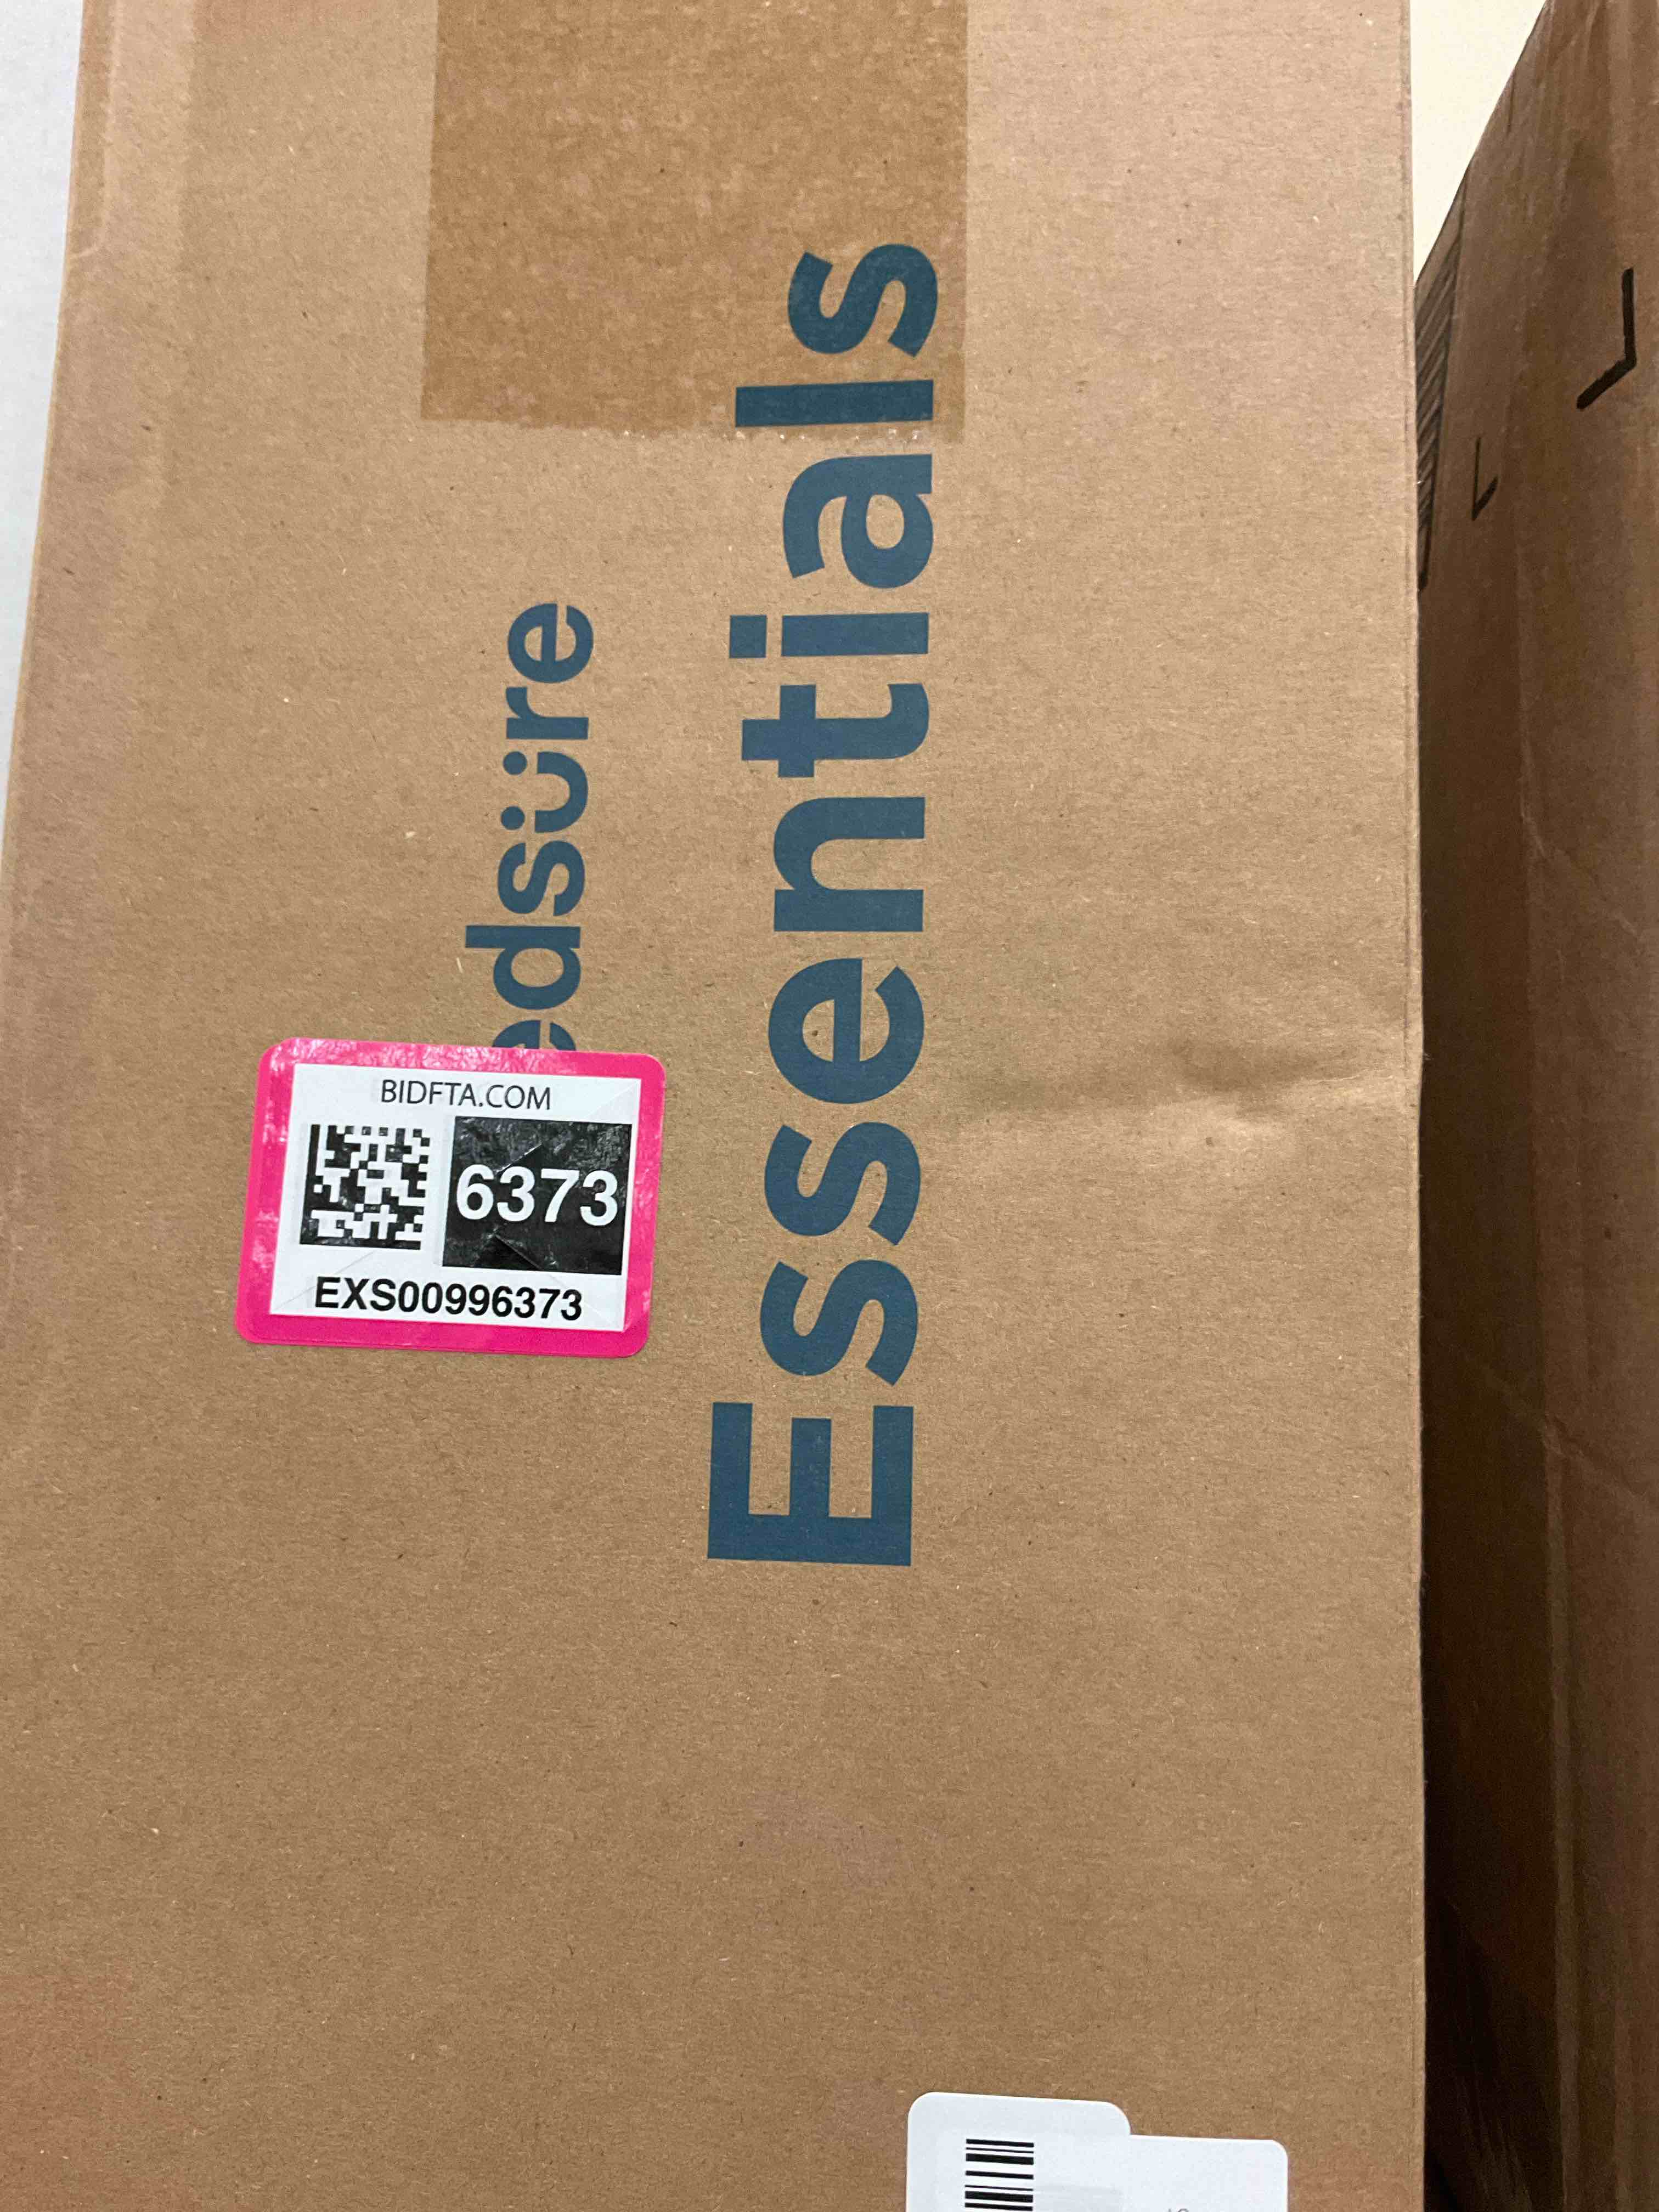 edsüre
Essentials
BIDFTA.COM
6373
EXS00996373